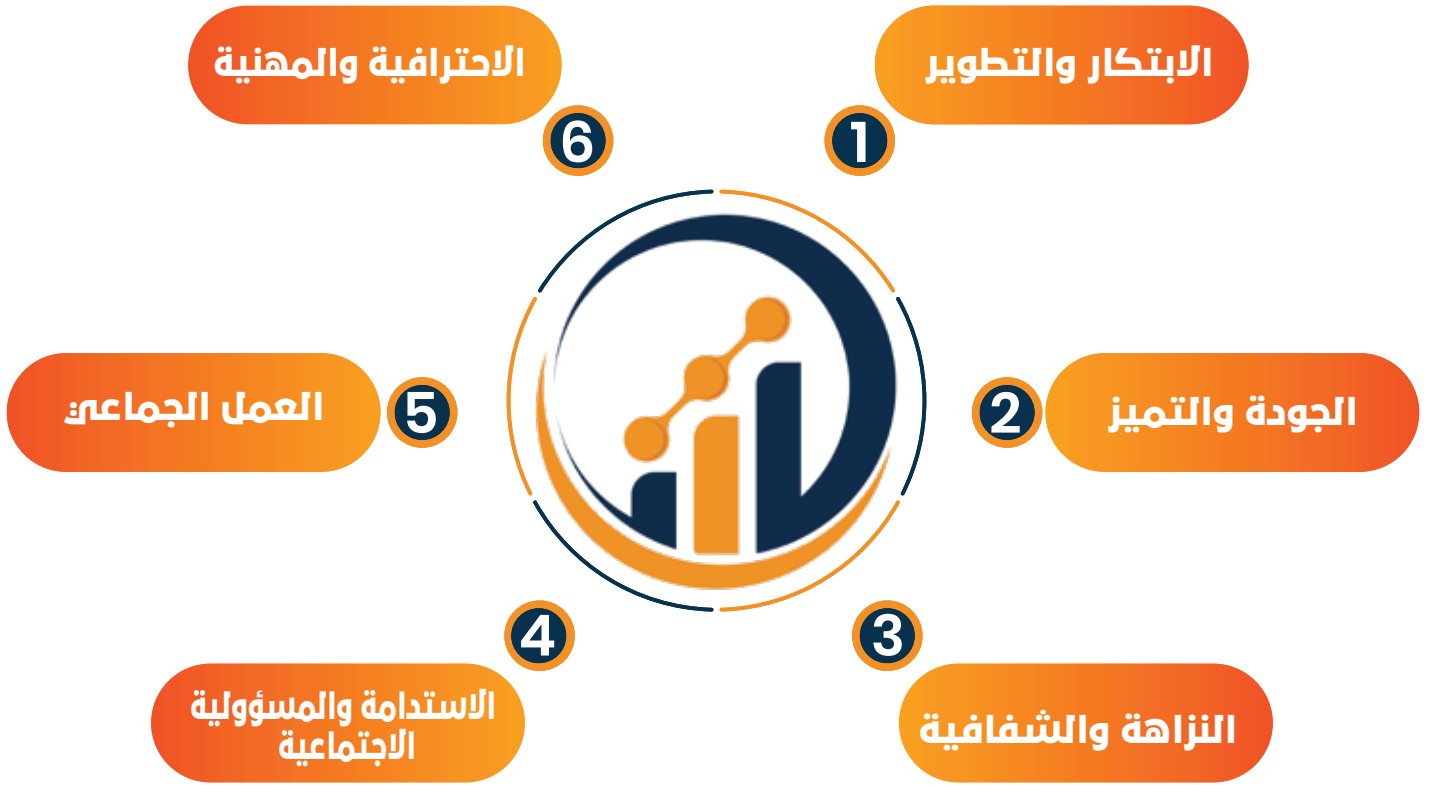 الابتكار والتطوير
1
الجودة والتميز
2
النزاهة والشفافية
3
الاستدامة والمسؤولية
الاجتماعية
4
العمل الجماعي
5
الاحترافية والمهنية
6